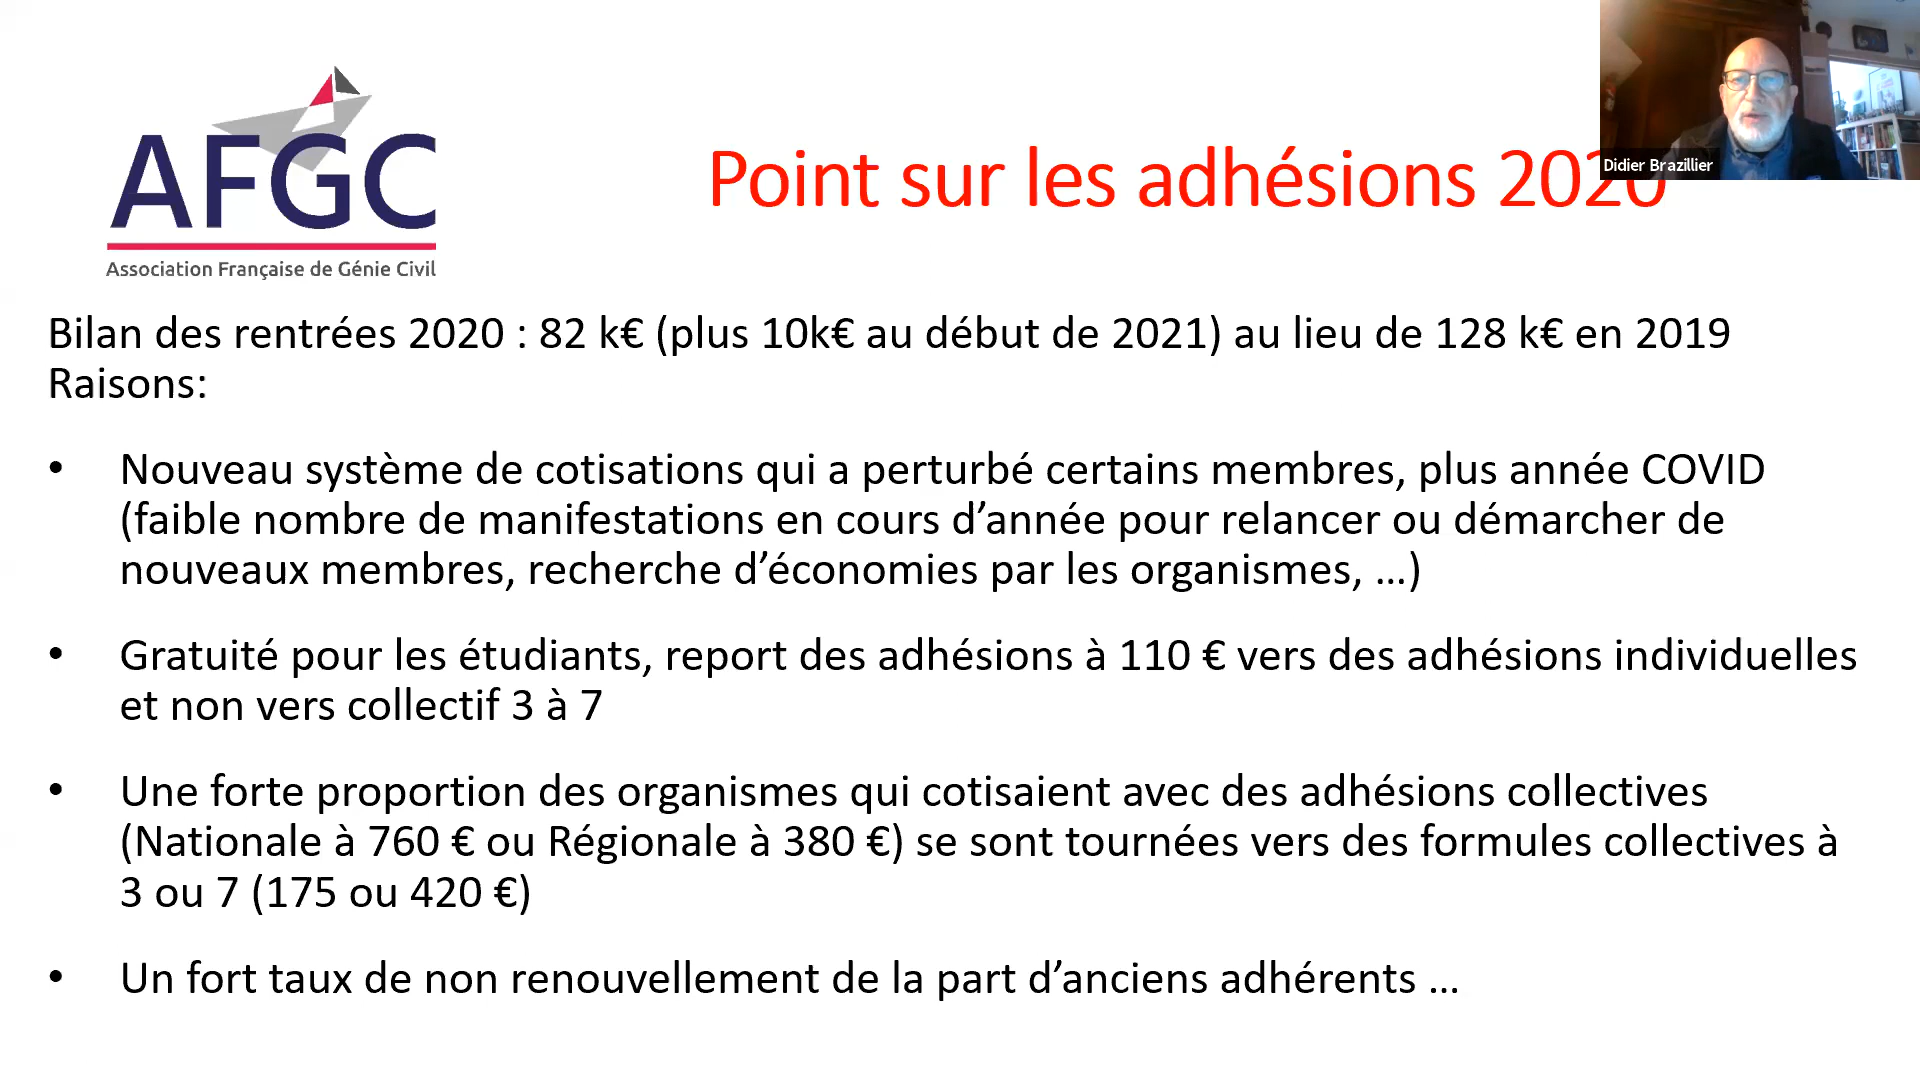 AFGC
Association Française de Génie Civil
Point sur les adhésions 2020
Didier Brazillier
Bilan des rentrées 2020 : 82 k€ (plus 10k€ au début de 2021) au lieu de 128 k€ en 2019
Raisons:
• Nouveau système de cotisations qui a perturbé certains membres, plus année COVID
(faible nombre de manifestations en cours d’année pour relancer ou démarcher de
nouveaux membres, recherche d’économies par les organismes, …)
• Gratuité pour les étudiants, report des adhésions à 110 € vers des adhésions individuelles
et non vers collectif 3 à 7
• Une forte proportion des organismes qui cotisaient avec des adhésions collectives
(Nationale à 760 € ou Régionale à 380 €) se sont tournées vers des formules collectives à
3 ou 7 (175 ou 420 €)
• Un fort taux de non renouvellement de la part d’anciens adhérents …